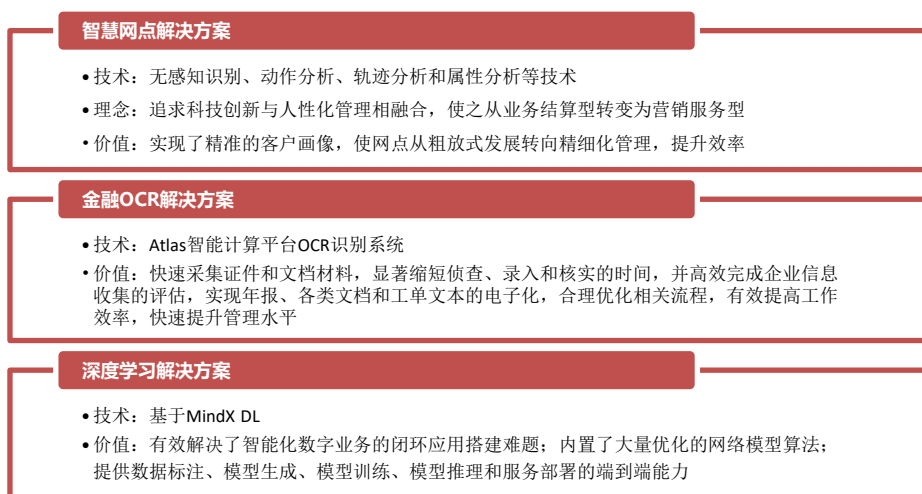 智慧网点解决方案
•技术：无感知识别、动作分析、轨迹分析和属性分析等技术
•理念：追求科技创新与人性化管理相融合，使之从业务结算型转变为营销服务型
•价值：实现了精准的客户画像，使网点从粗放式发展转向精细化管理，提升效率
金融OCR解决方案
•技术：Atlas智能计算平台OCR识别系统
•价值：快速采集证件和文档材料，显著缩短侦查、录入和核实的时间，并高效完成企业信息
收集的评估，实现年报、各类文档和工单文本的电子化，合理优化相关流程，有效提高工作
效率，快速提升管理水平
深度学习解决方案
•技术：基于MindX DL
•价值：有效解决了智能化数字业务的闭环应用搭建难题；内置了大量优化的网络模型算法；
提供数据标注、模型生成、模型训练、模型推理和服务部署的端到端能力